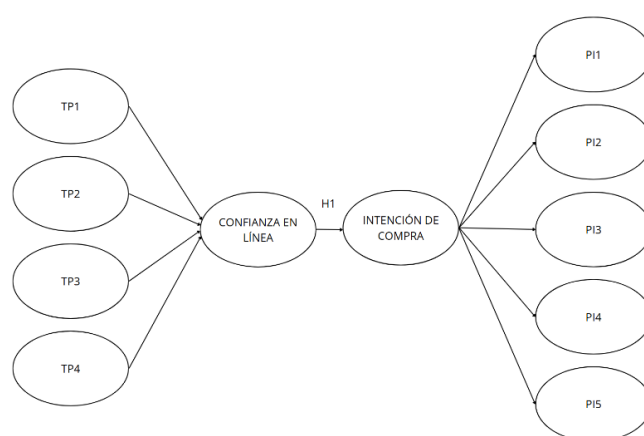 TP1
TP2
TP3
TP4
CONFIANZA EN
LÍNEA
H1
INTENCIÓN DE
COMPRA
PI1
PI2
PI3
PI4
PI5